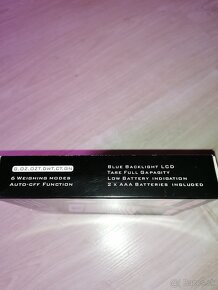 G.OZ.OZT.DWT.CT.GN
6 Weighing modes
Auto-off Function
Blue Backlight LCD
Tare Full Capacity
Low Battery indication
2 x AAA Batteries included